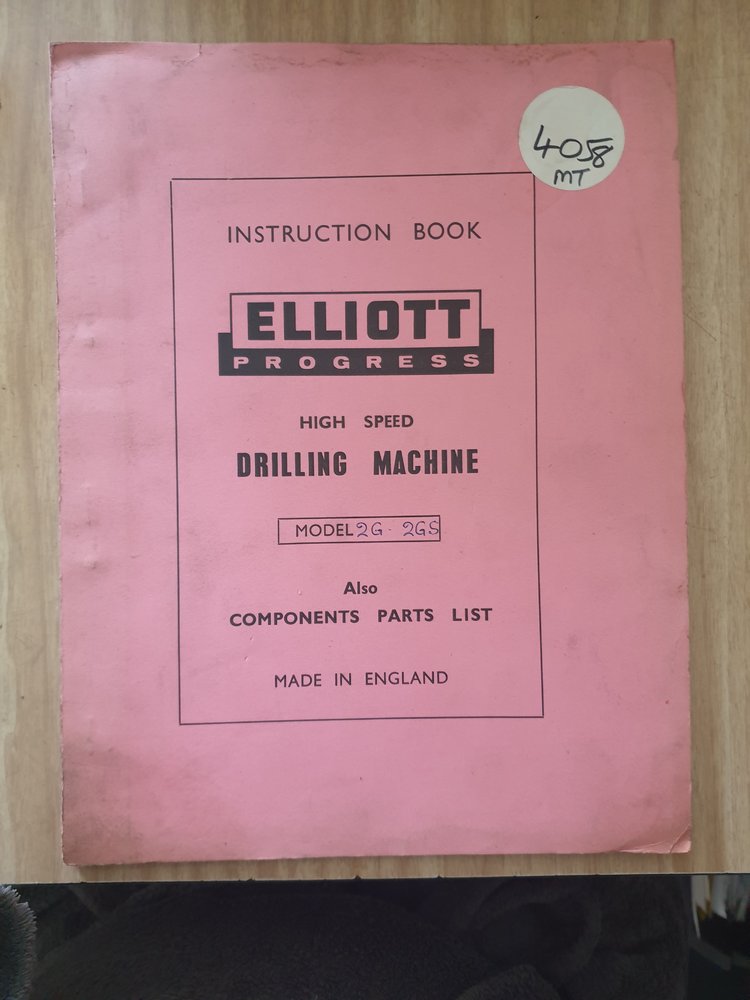 4058
MT
INSTRUCTION BOOK
ELLIOTT
PROGRESS
HIGH SPEED
DRILLING MACHINE
MODEL 2G - 2GS
Also
COMPONENTS PARTS LIST
MADE IN ENGLAND